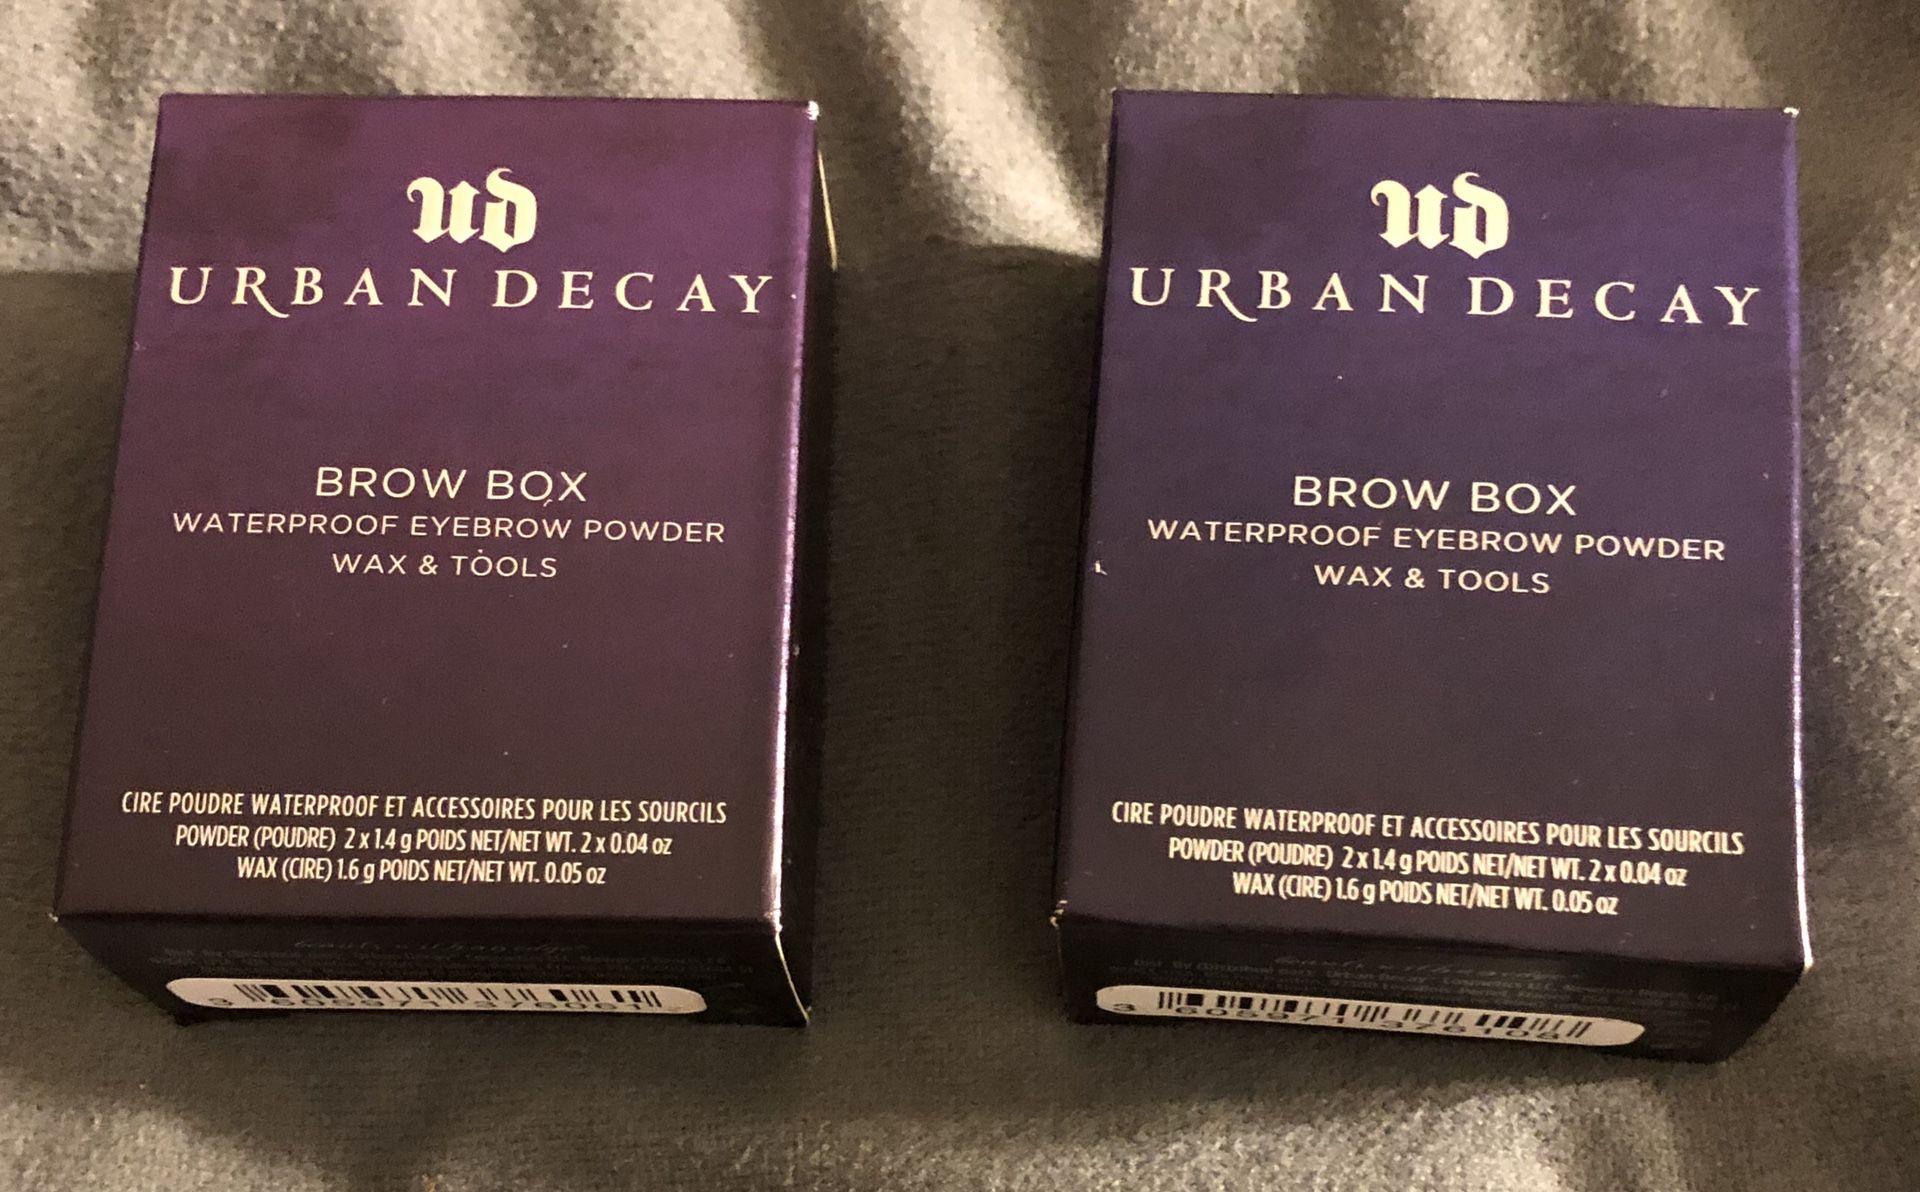 ud
URBAN DECAY
BROW BOX
WATERPROOF EYEBROW POWDER
WAX & TOOLS
CIRE POUDRE WATERPROOF ET ACCESSOIRES POUR LES SOURCILS
POWDER (POUDRE) 2 x 1.4 g POIDS NET/NET WT. 2 x 0.04 oz
WAX (CIRE) 1.6 g POIDS NET/NET WT. 0.05 oz
ud
URBAN DECAY
BROW BOX
WATERPROOF EYEBROW POWDER
WAX & TOOLS
CIRE POUDRE WATERPROOF ET ACCESSOIRES POUR LES SOURCILS
POWDER (POUDRE) 2 x 1.4 g POIDS NET/NET WT. 2 x 0.04 oz
WAX (CIRE) 1.6 g POIDS NET/NET WT. 0.05 oz
3 605971 376108